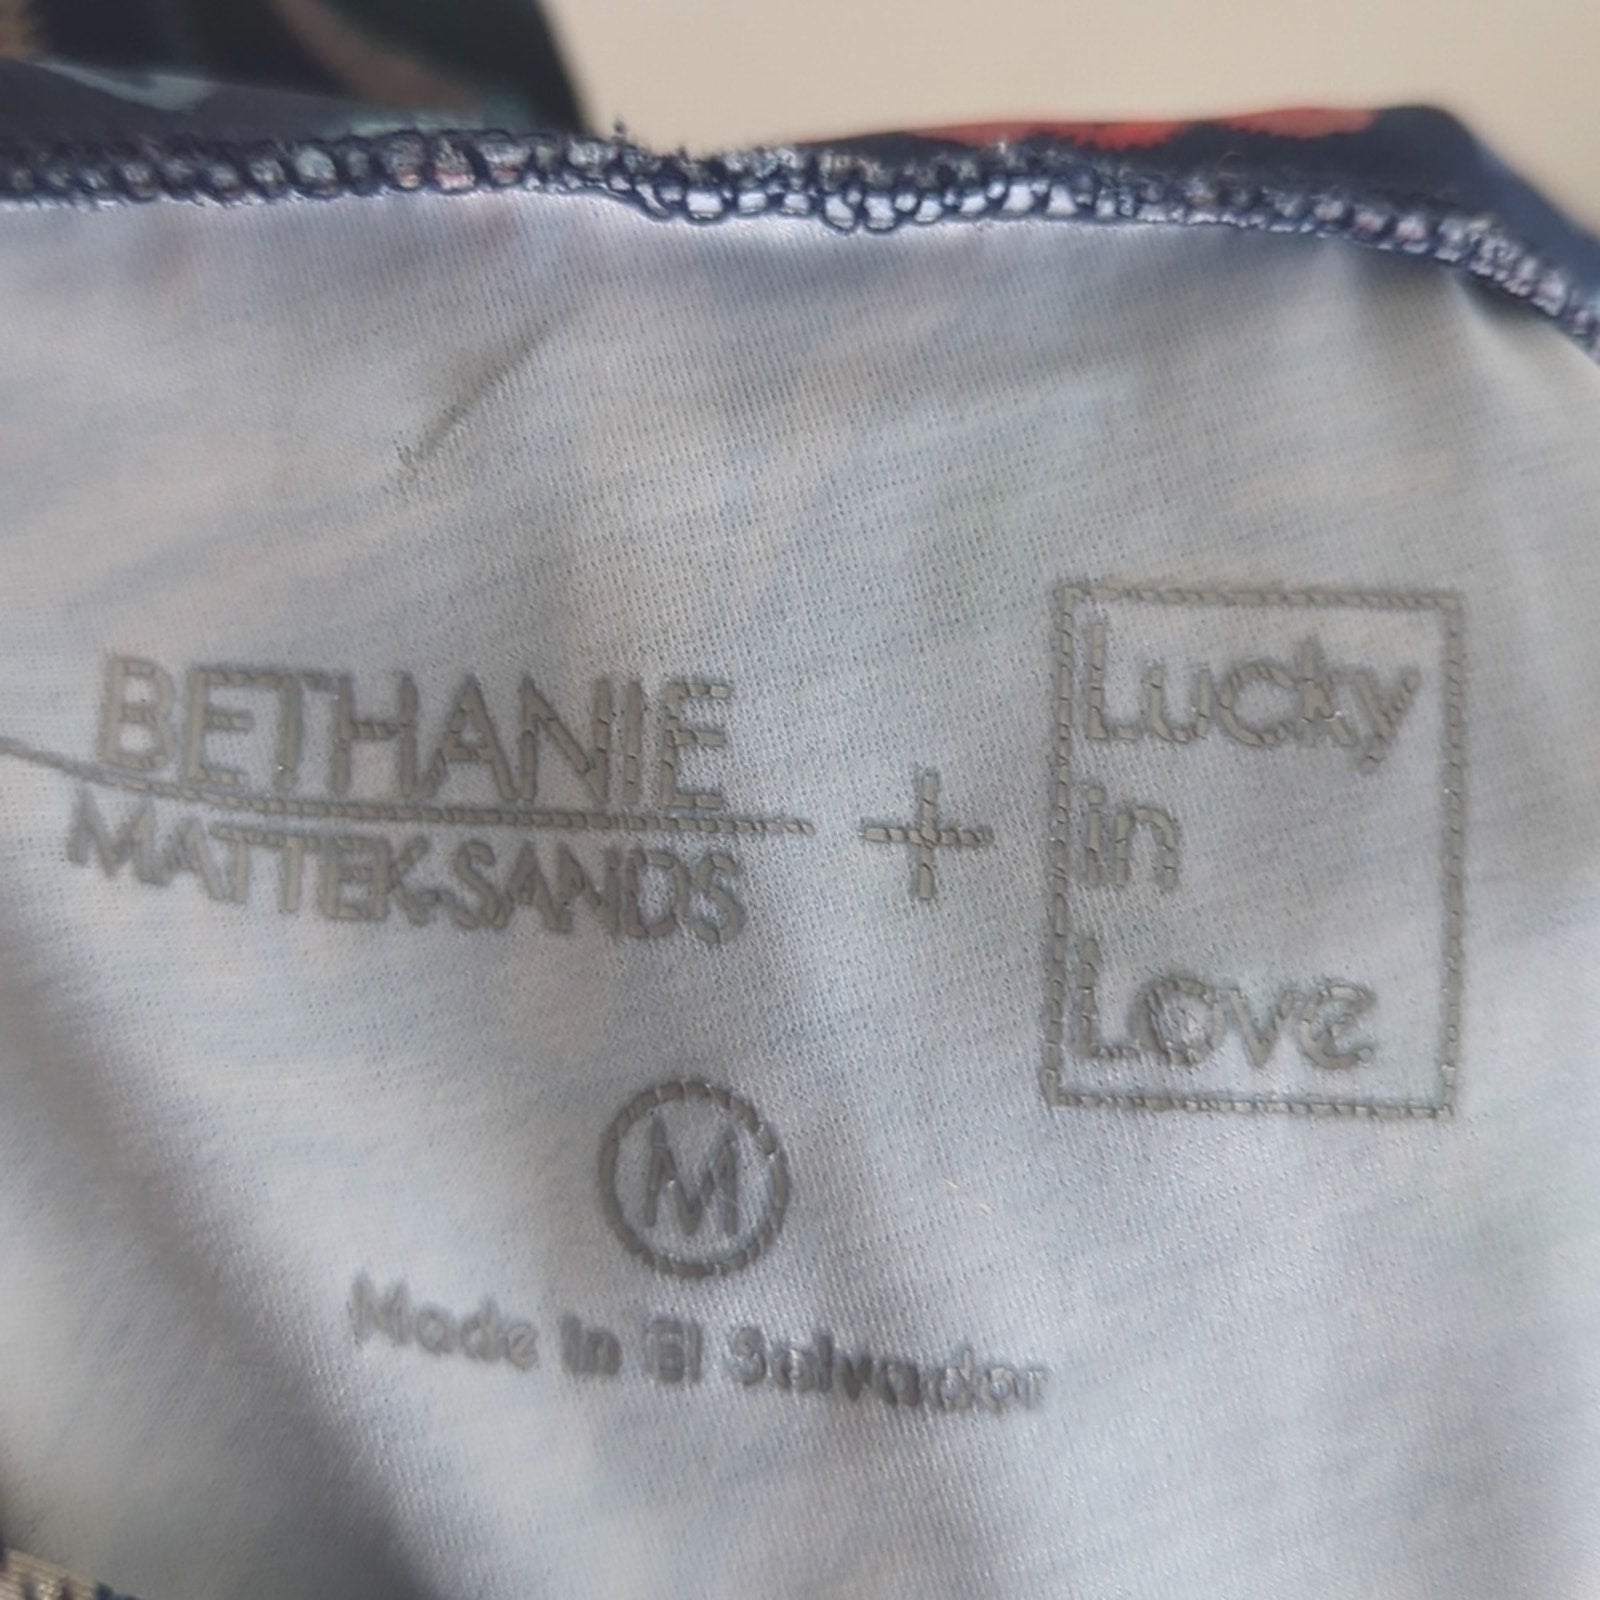 BETHANIE
MATTEK-SANDS
+
Lucky
in
Love
M
Made In El Salvador